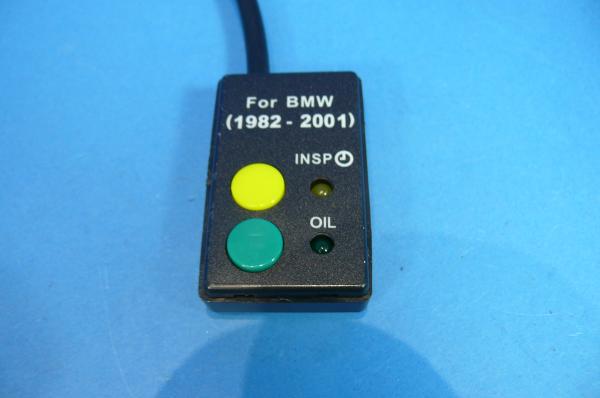 For BMW
(1982 - 2001)
INSP
OIL